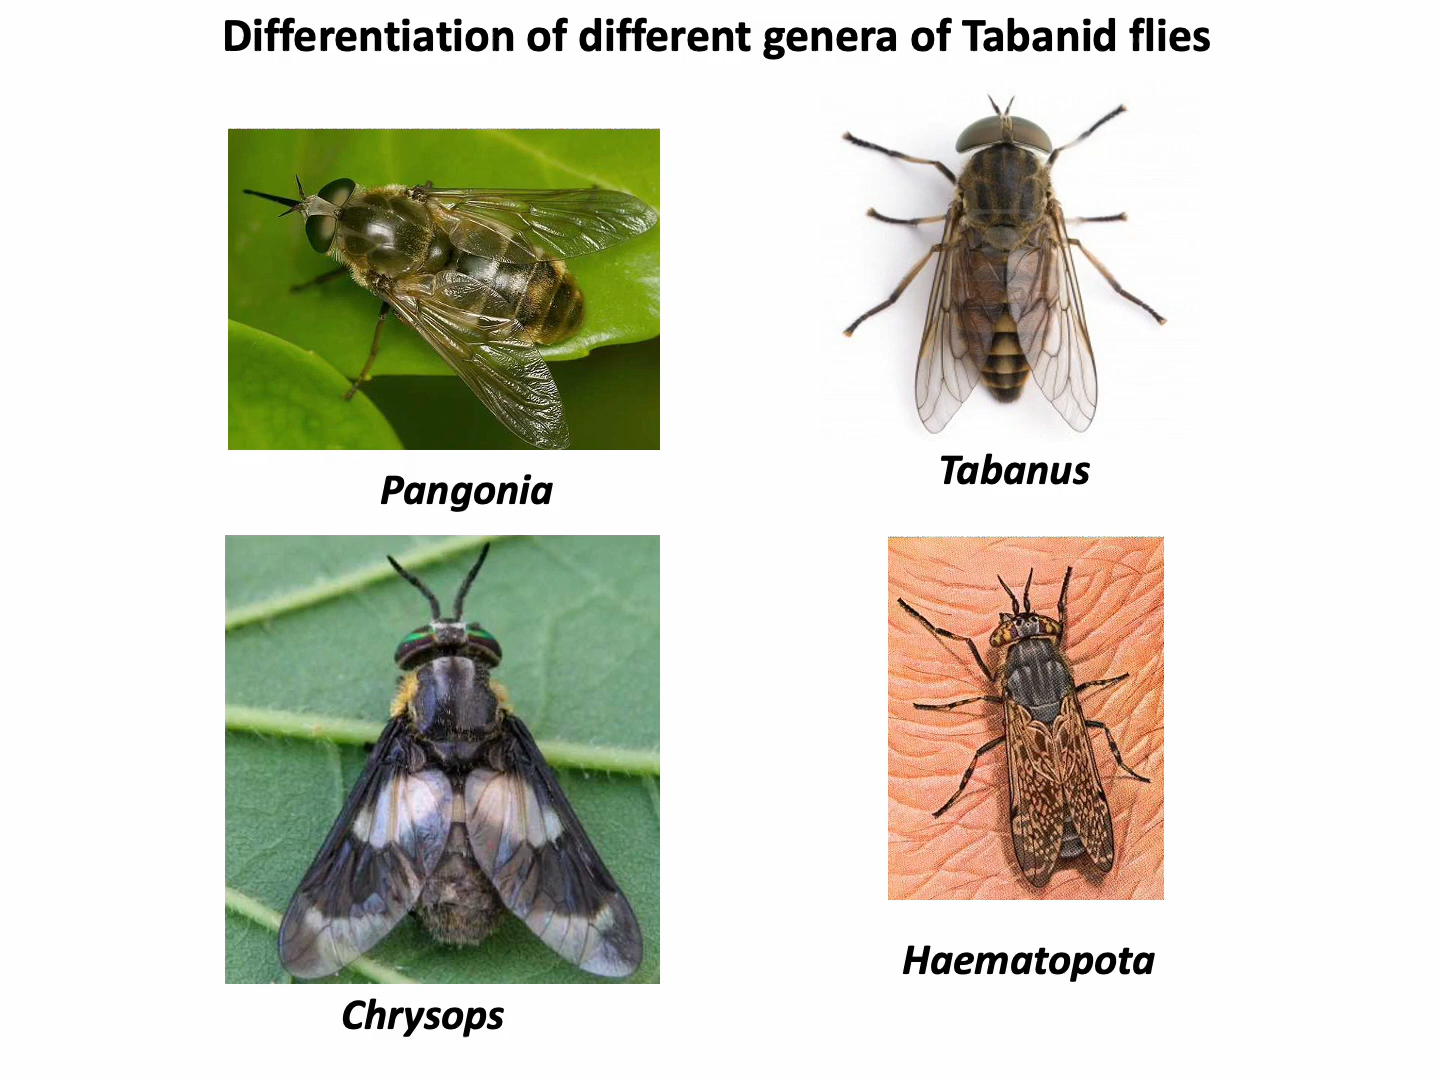 Differentiation of different genera of Tabanid flies
Pangonia
Tabanus
Chrysops
Haematopota